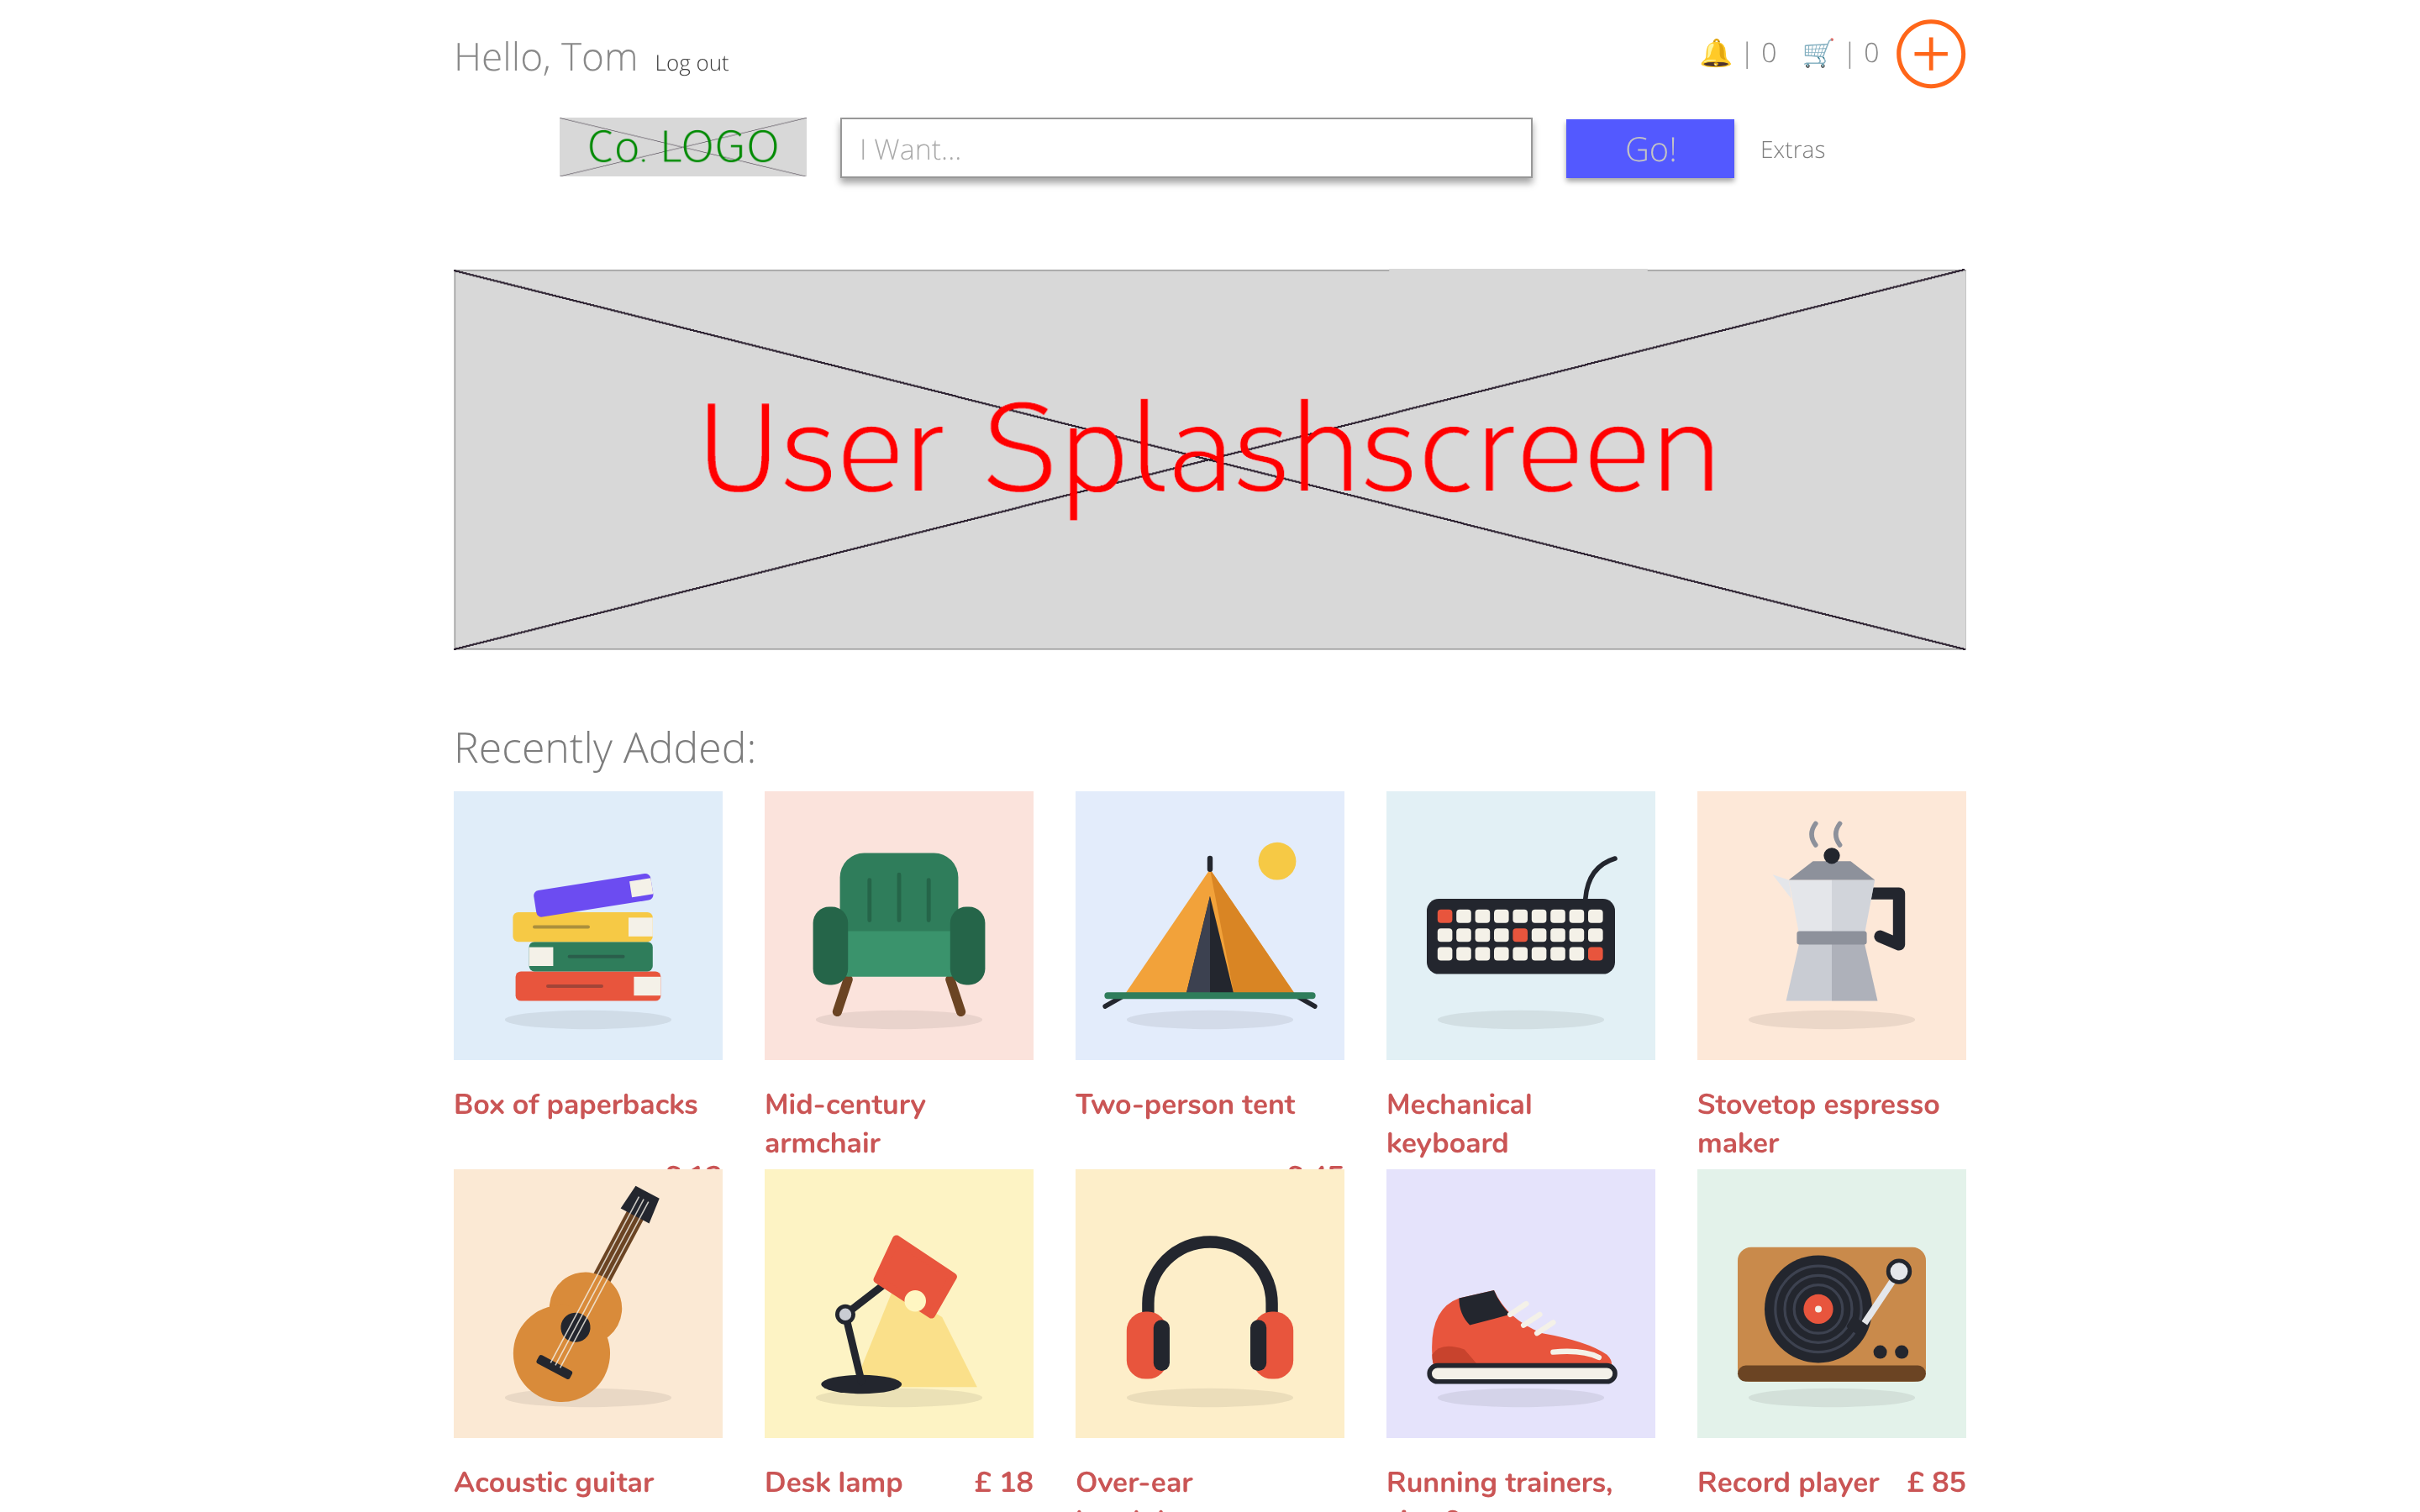 Hello, Tom Log out
| 0 | 0
Co. LOGO
I Want...
Go!
Extras
User Splashscreen
Recently Added:
Box of paperbacks
Mid-century
armchair
Two-person tent
Mechanical
keyboard
Stovetop espresso
maker
Acoustic guitar
Desk lamp £ 18
Over-ear
Running trainers,
Record player £ 85